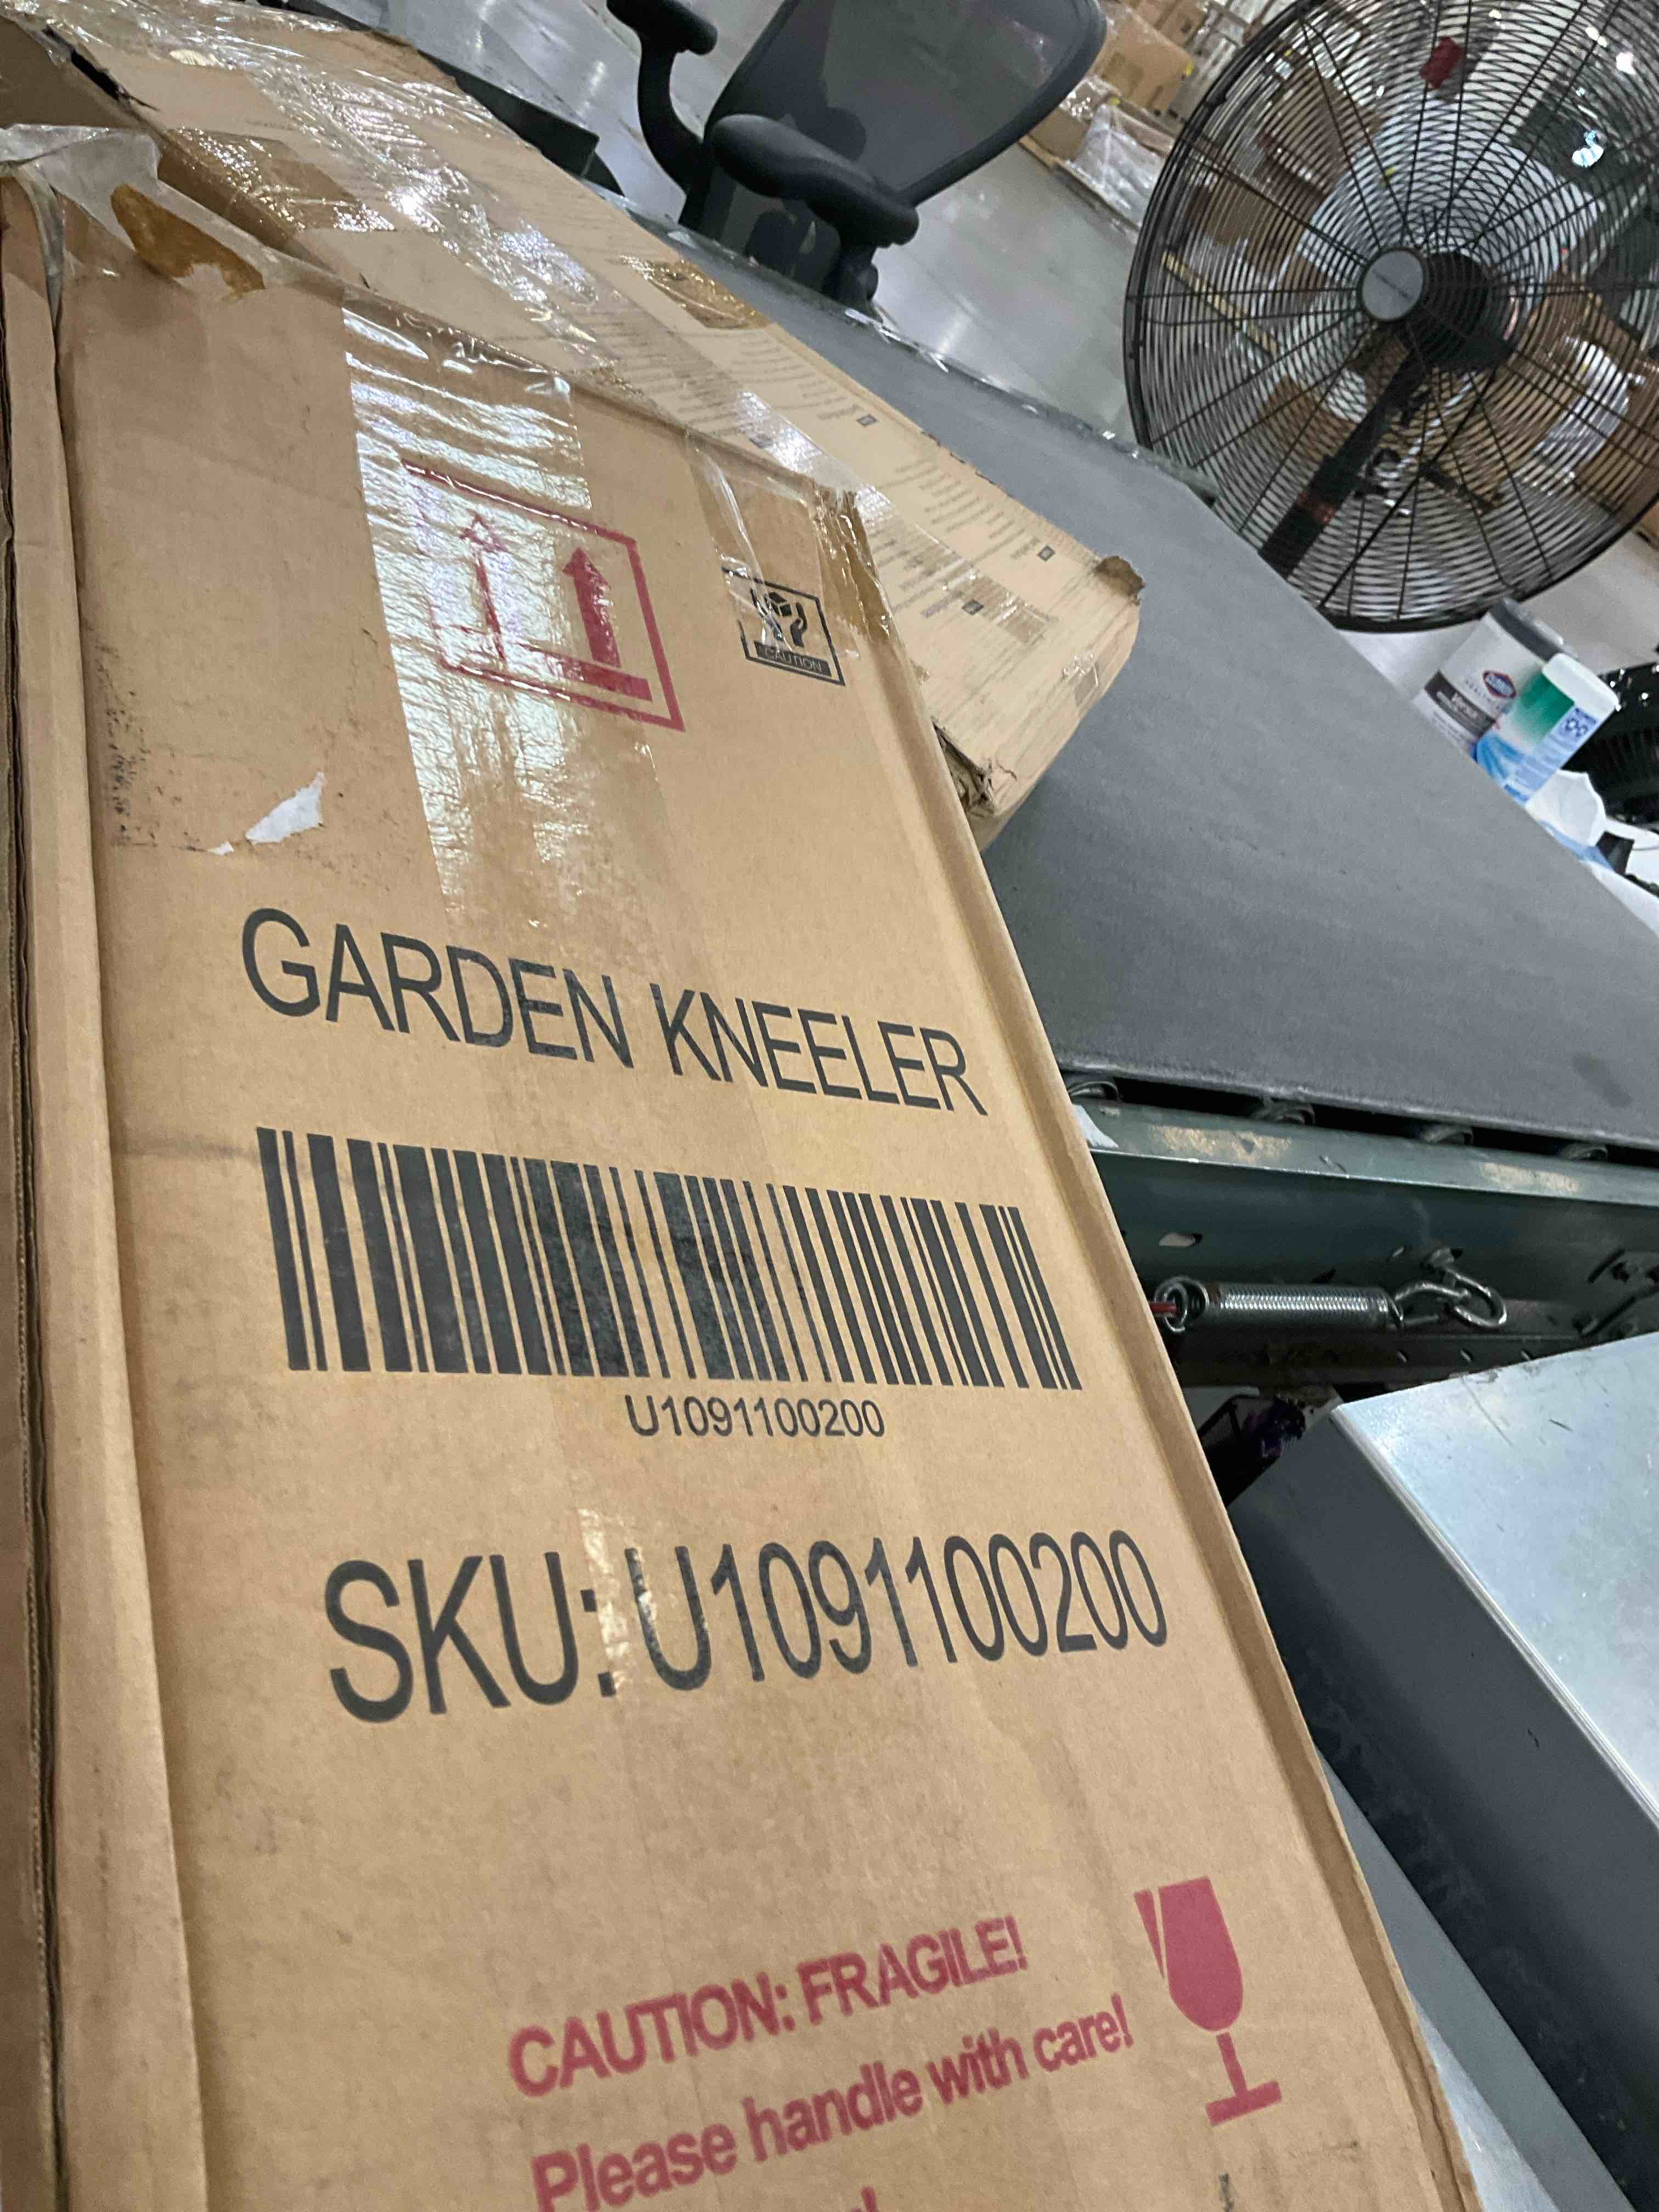 CAUTION
GARDEN KNEELER
U1091100200
SKU: U1091100200
CAUTION: FRAGILE!
Please handle with care!